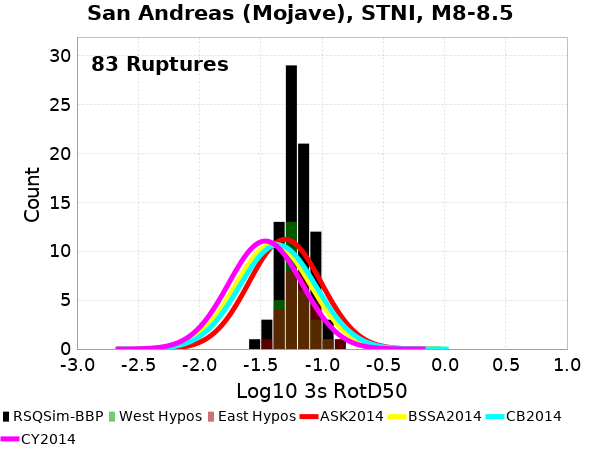 San Andreas (Mojave), STNI, M8-8.5
83 Ruptures
30
25
20
15
10
5
0
Count
-3.0 -2.5 -2.0 -1.5 -1.0 -0.5 0.0 0.5 1.0
Log10 3s RotD50
RSQSim-BBP West Hypos East Hypos ASK2014 BSSA2014 CB2014
CY2014